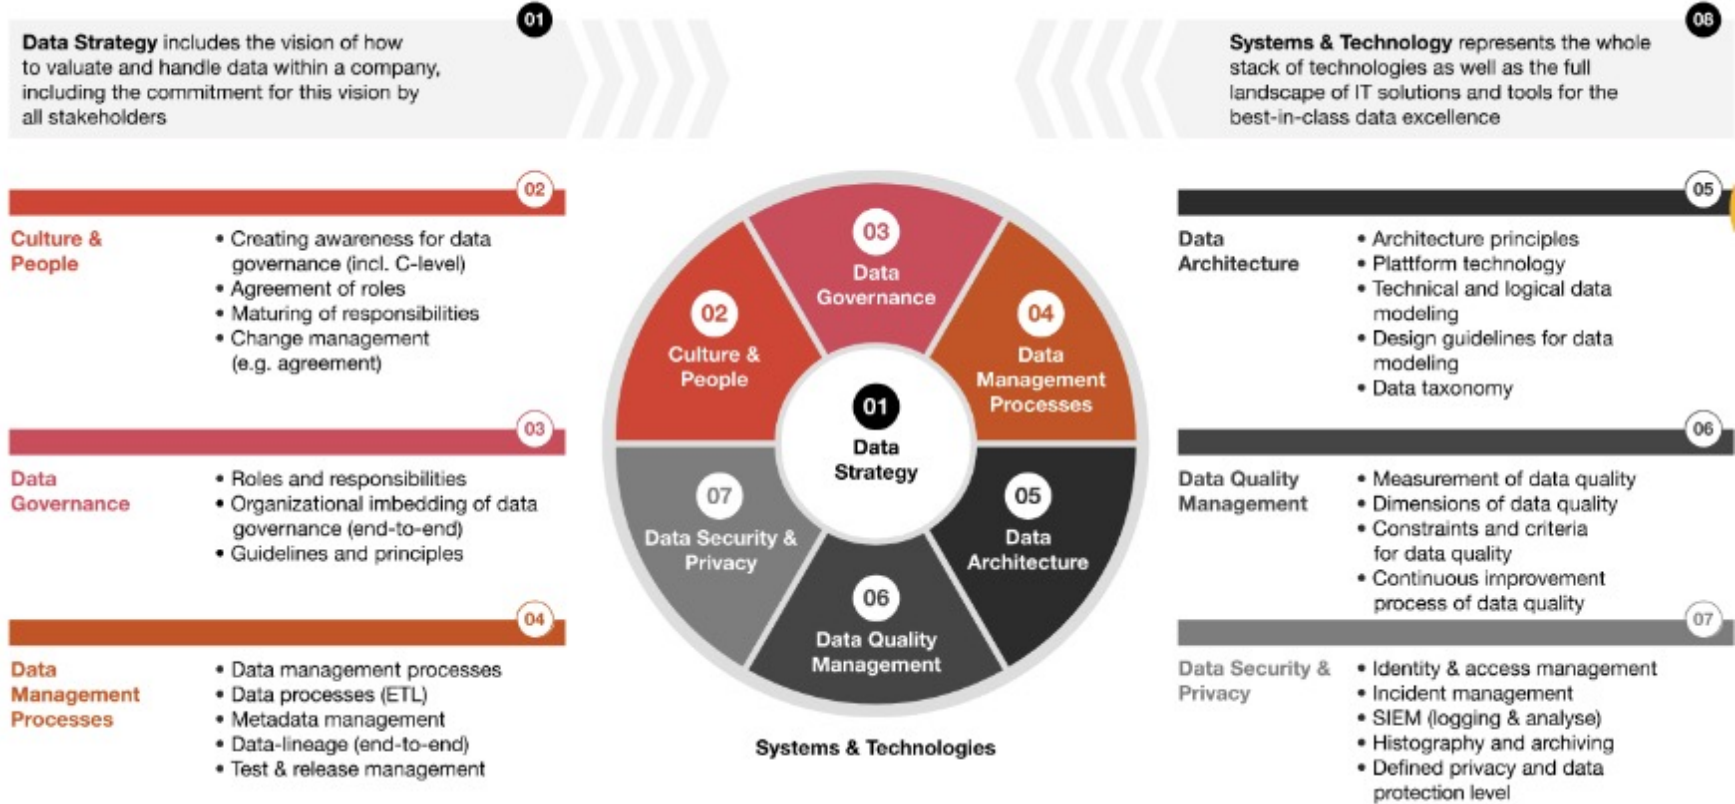 01
Data Strategy includes the vision of how
to valuate and handle data within a company,
including the commitment for this vision by
all stakeholders
08
Systems & Technology represents the whole
stack of technologies as well as the full
landscape of IT solutions and tools for the
best-in-class data excellence
02
Culture &
People
• Creating awareness for data
governance (incl. C-level)
• Agreement of roles
• Maturing of responsibilities
• Change management
(e.g. agreement)
03
Data
Governance
• Roles and responsibilities
• Organizational imbedding of data
governance (end-to-end)
• Guidelines and principles
04
Data
Management
Processes
• Data management processes
• Data processes (ETL)
• Metadata management
• Data-lineage (end-to-end)
• Test & release management
03
Data
Governance
02
Culture &
People
04
Data
Management
Processes
01
Data
Strategy
07
Data Security &
Privacy
05
Data
Architecture
06
Data Quality
Management
Systems & Technologies
05
Data
Architecture
• Architecture principles
• Plattform technology
• Technical and logical data
modeling
• Design guidelines for data
modeling
• Data taxonomy
06
Data Quality
Management
• Measurement of data quality
• Dimensions of data quality
• Constraints and criteria
for data quality
• Continuous improvement
process of data quality
07
Data Security &
Privacy
• Identity & access management
• Incident management
• SIEM (logging & analyse)
• Histography and archiving
• Defined privacy and data
protection level